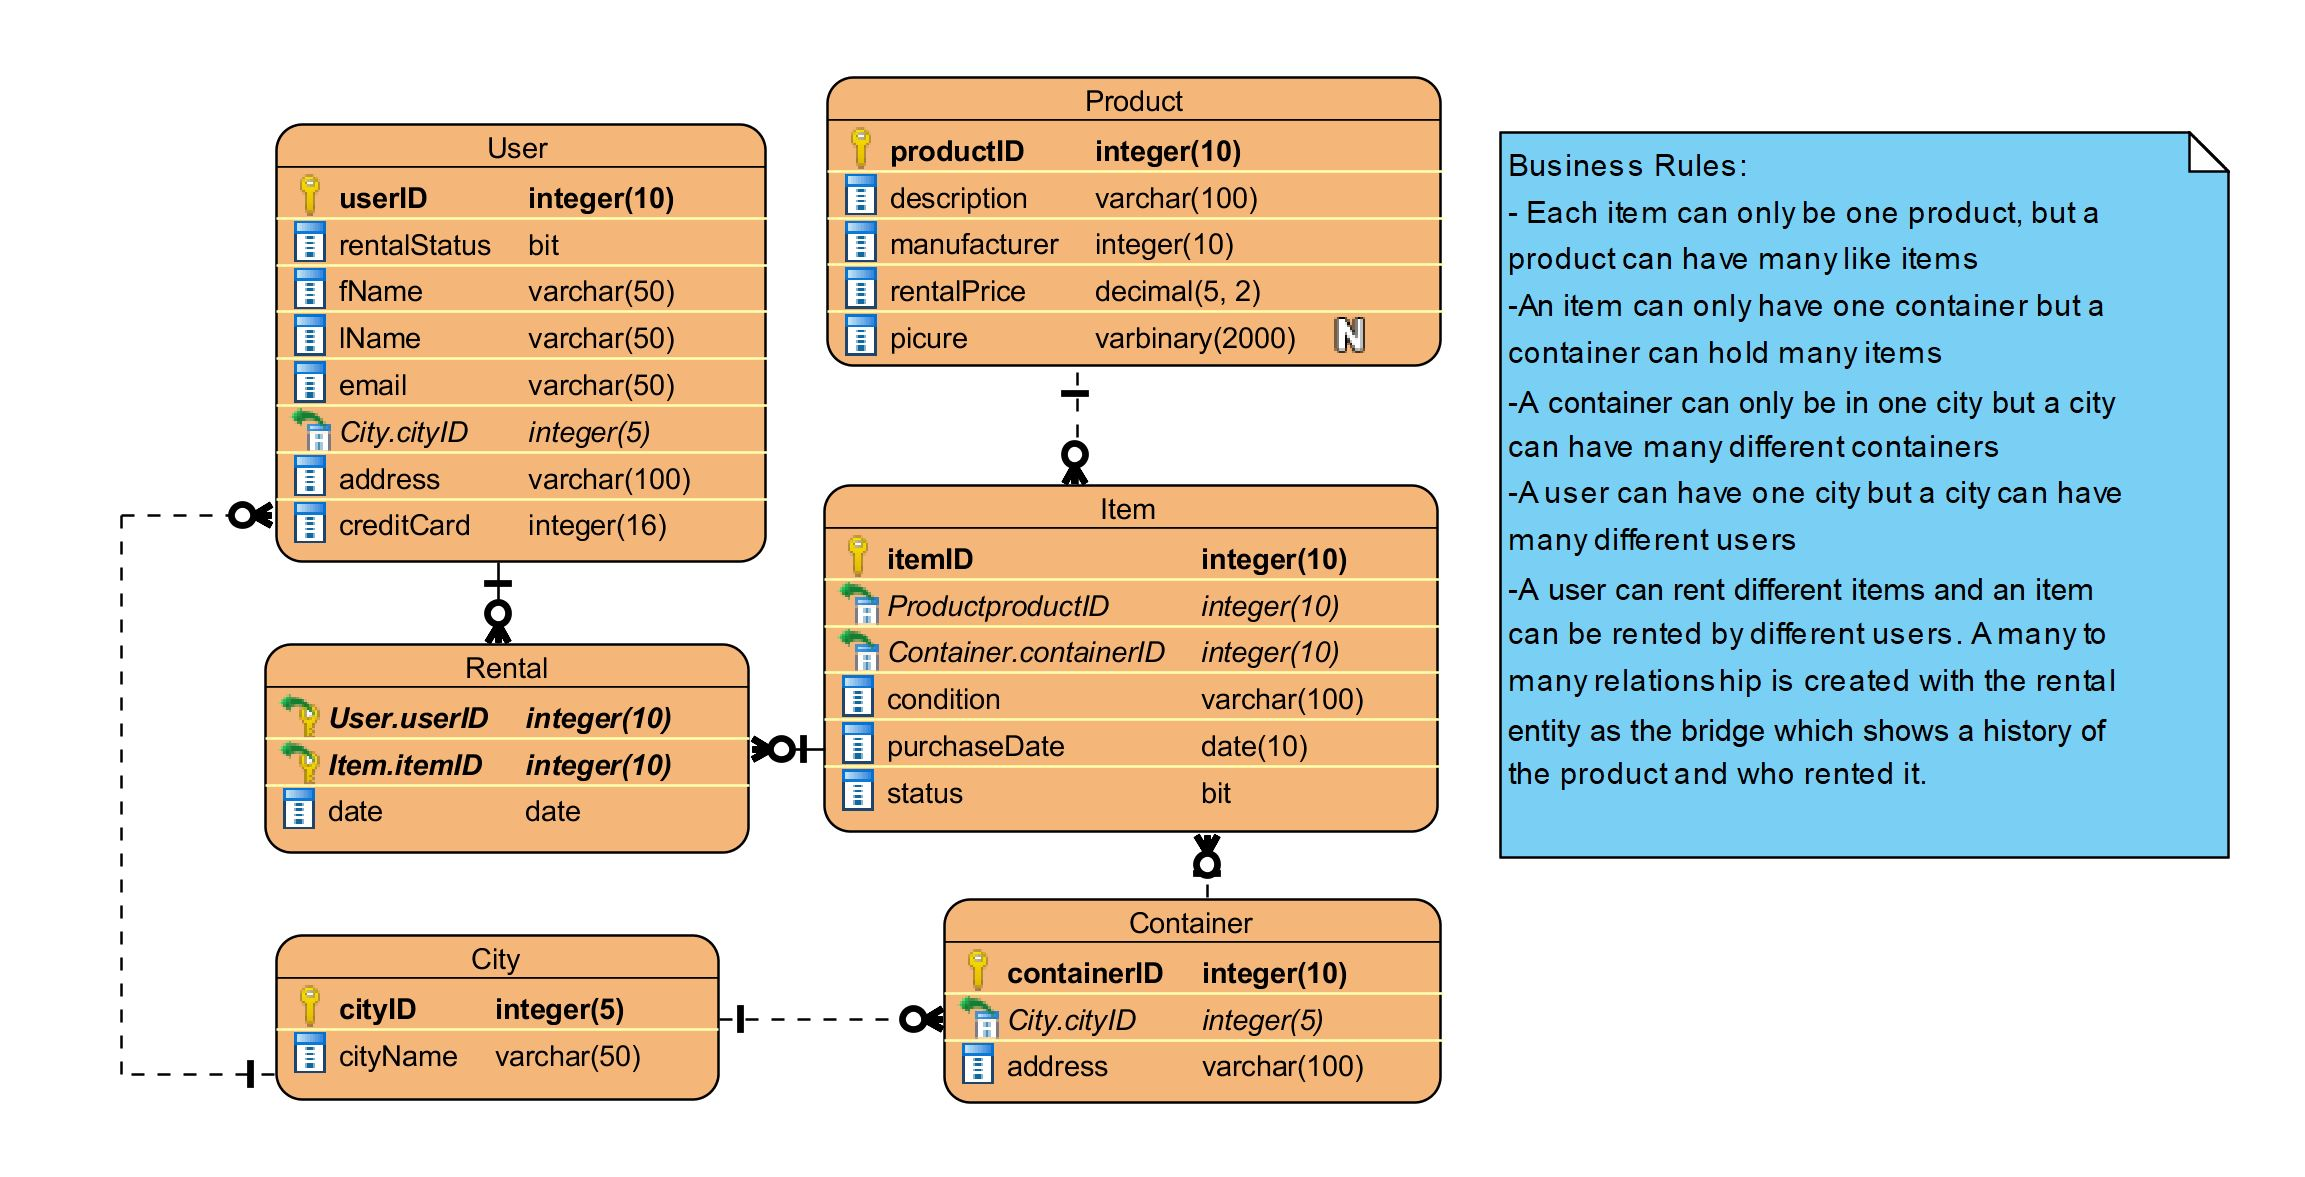 User
userID integer(10)
rentalStatus bit
fName varchar(50)
lName varchar(50)
email varchar(50)
City.cityID integer(5)
address varchar(100)
creditCard integer(16)
Product
productID integer(10)
description varchar(100)
manufacturer integer(10)
rentalPrice decimal(5, 2)
picure varbinary(2000) N
Business Rules:
- Each item can only be one product, but a
product can have many like items
-An item can only have one container but a
container can hold many items
-A container can only be in one city but a city
can have many different containers
-A user can have one city but a city can have
many different users
-A user can rent different items and an item
can be rented by different users. A many to
many relationship is created with the rental
entity as the bridge which shows a history of
the product and who rented it.
Item
itemID integer(10)
ProductproductID integer(10)
Container.containerID integer(10)
condition varchar(100)
purchaseDate date(10)
status bit
Rental
User.userID integer(10)
Item.itemID integer(10)
date date
City
cityID integer(5)
cityName varchar(50)
Container
containerID integer(10)
City.cityID integer(5)
address varchar(100)